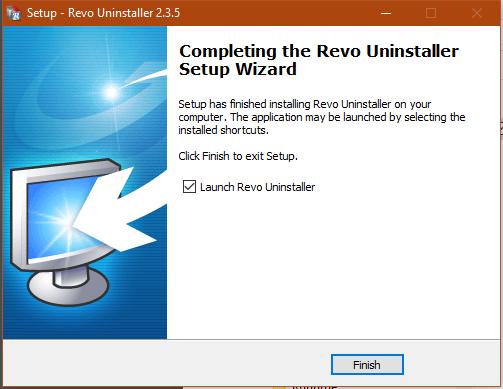 Setup - Revo Uninstaller 2.3.5
Completing the Revo Uninstaller
Setup Wizard
Setup has finished installing Revo Uninstaller on your
computer. The application may be launched by selecting the
installed shortcuts.
Click Finish to exit Setup.
Launch Revo Uninstaller
Finish